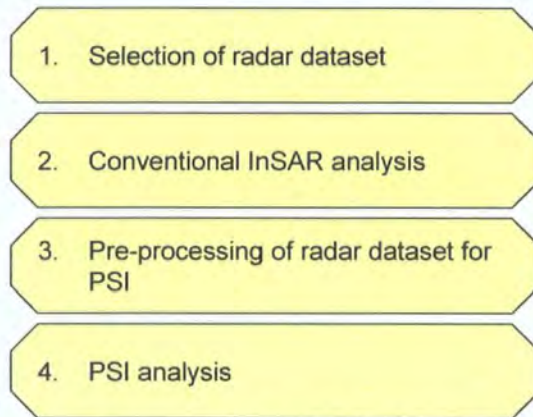 1. Selection of radar dataset
2. Conventional InSAR analysis
3. Pre-processing of radar dataset for
PSI
4. PSI analysis